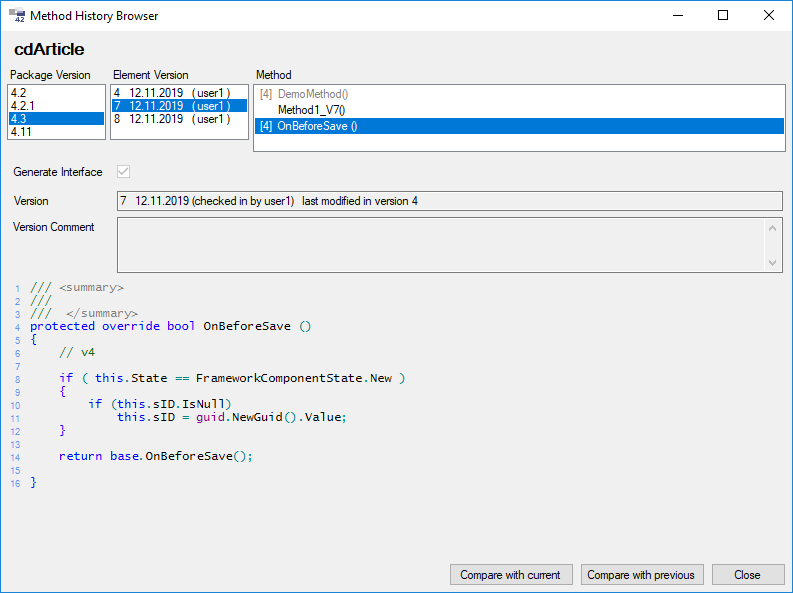 Method History Browser
cdArticle
Package Version
4.2
4.2.1
4.3
4.11
Element Version
4 12.11.2019 ( user1 )
7 12.11.2019 ( user1 )
8 12.11.2019 ( user1 )
Method
[4] DemoMethod()
Method1_V7()
[4] OnBeforeSave ()
Generate Interface
Version
7 12.11.2019 (checked in by user1) last modified in version 4
Version Comment
1 /// <summary>
2 ///
3 /// </summary>
4 protected override bool OnBeforeSave ()
5 {
6 // v4
7
8 if ( this.State == FrameworkComponentState.New )
9 {
10 if (this.sID.IsNull)
11 this.sID = guid.NewGuid().Value;
12 }
13
14 return base.OnBeforeSave();
15
16 }
Compare with current
Compare with previous
Close